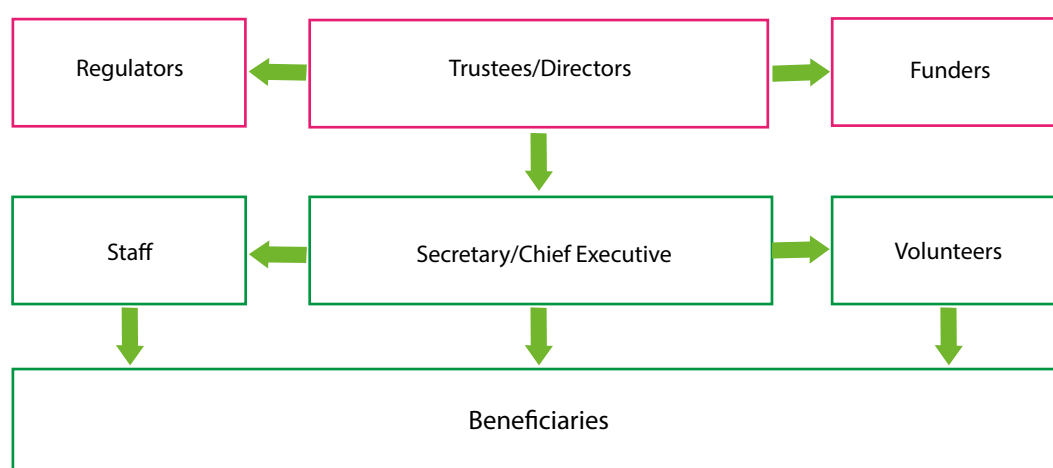 Regulators
Trustees/Directors
Funders
Staff
Secretary/Chief Executive
Volunteers
Beneficiaries